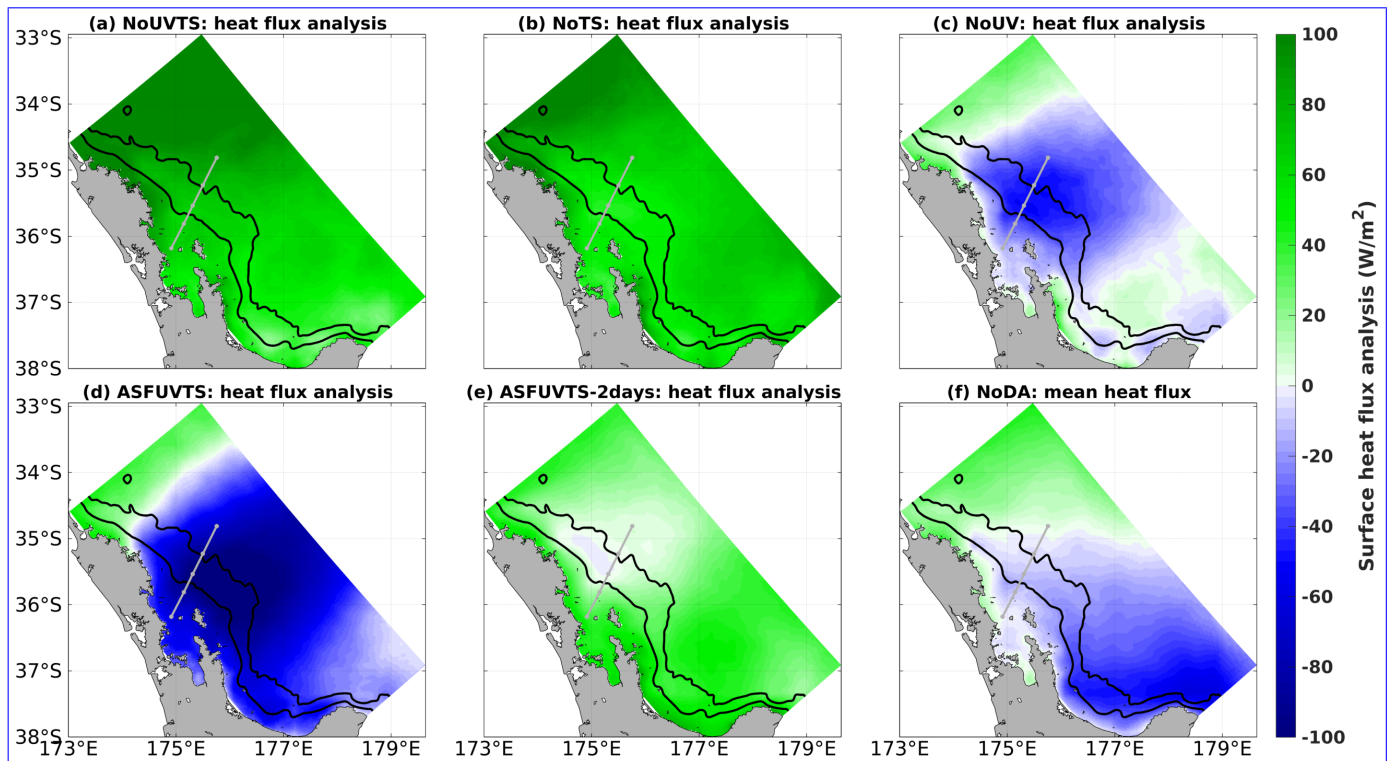 (a) NoUVTS: heat flux analysis
(b) NoTS: heat flux analysis
(c) NoUV: heat flux analysis
33°S
34°S
35°S
36°S
37°S
38°S
(d) ASFUVTS: heat flux analysis
(e) ASFUVTS-2days: heat flux analysis
(f) NoDA: mean heat flux
33°S
34°S
35°S
36°S
37°S
38°S
173°E 175°E 177°E 179°E
173°E 175°E 177°E 179°E
173°E 175°E 177°E 179°E
100
80
60
40
20
0
-20
-40
-60
-80
-100
Surface heat flux analysis (W/m²)